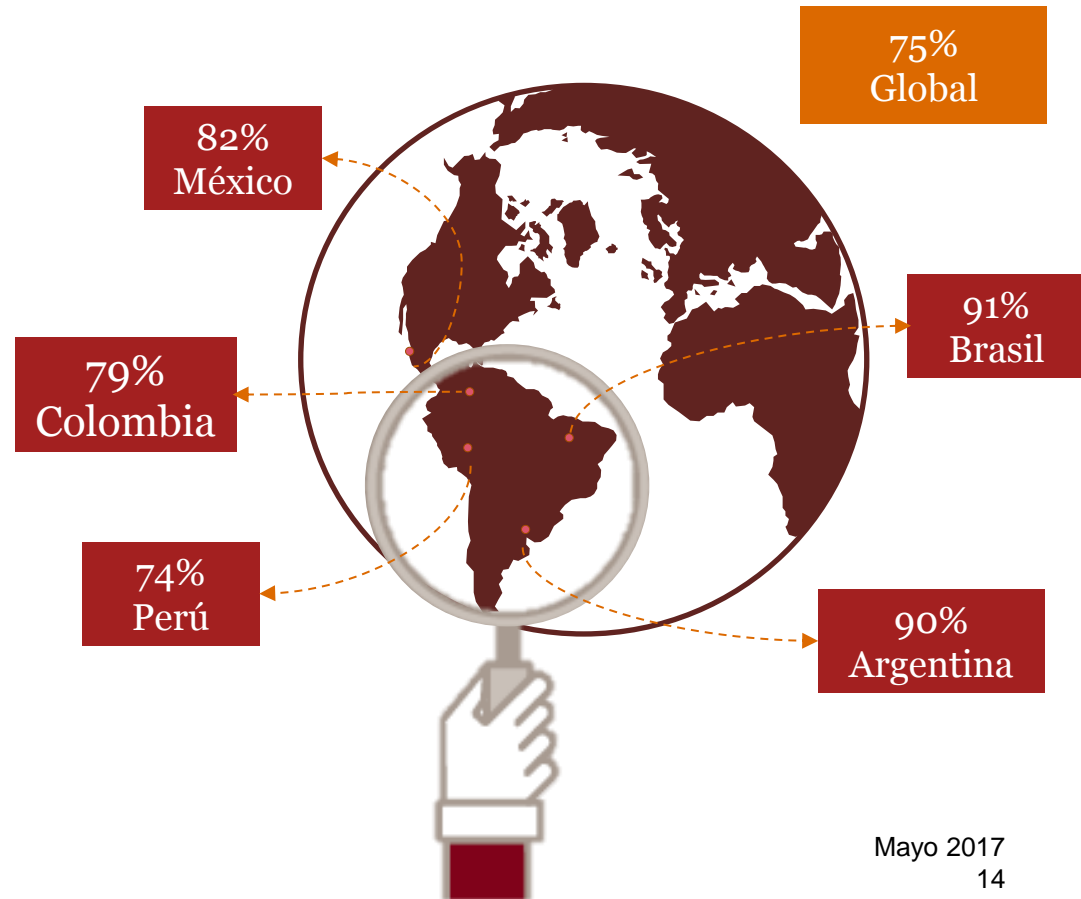 75%
Global
82%
México
91%
Brasil
79%
Colombia
74%
Perú
90%
Argentina
Mayo 2017
14